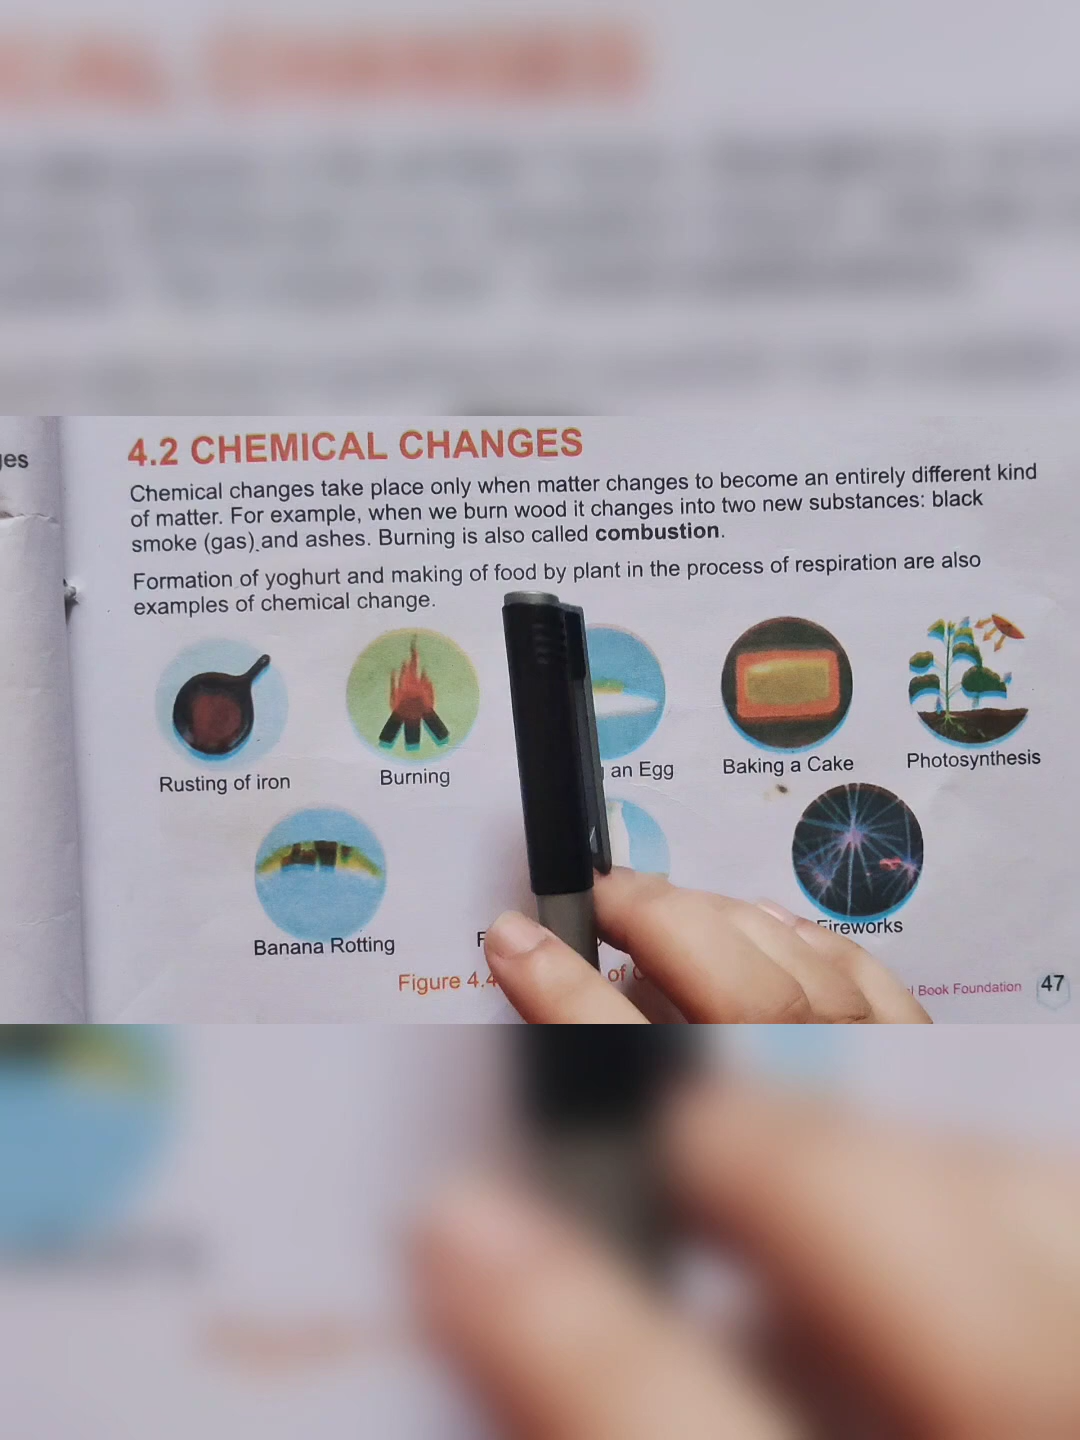 4.2 CHEMICAL CHANGES
Chemical changes take place only when matter changes to become an entirely different kind
of matter. For example, when we burn wood it changes into two new substances: black
smoke (gas) and ashes. Burning is also called combustion.
Formation of yoghurt and making of food by plant in the process of respiration are also
examples of chemical change.
Rusting of iron
Burning
an Egg
Baking a Cake
Photosynthesis
Banana Rotting
Fireworks
Figure 4.4
of
Book Foundation
47